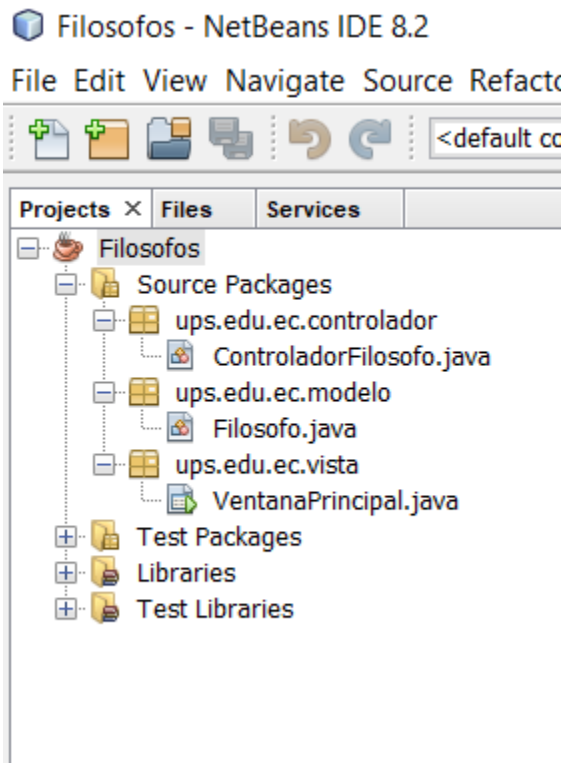 Filosofos - NetBeans IDE 8.2
File Edit View Navigate Source
<default
Projects Files Services
Filosofos
Source Packages
ups.edu.ec.controlador
ControladorFilosofo.java
ups.edu.ec.modelo
Filosofo.java
ups.edu.ec.vista
VentanaPrincipal.java
Test Packages
Libraries
Test Libraries